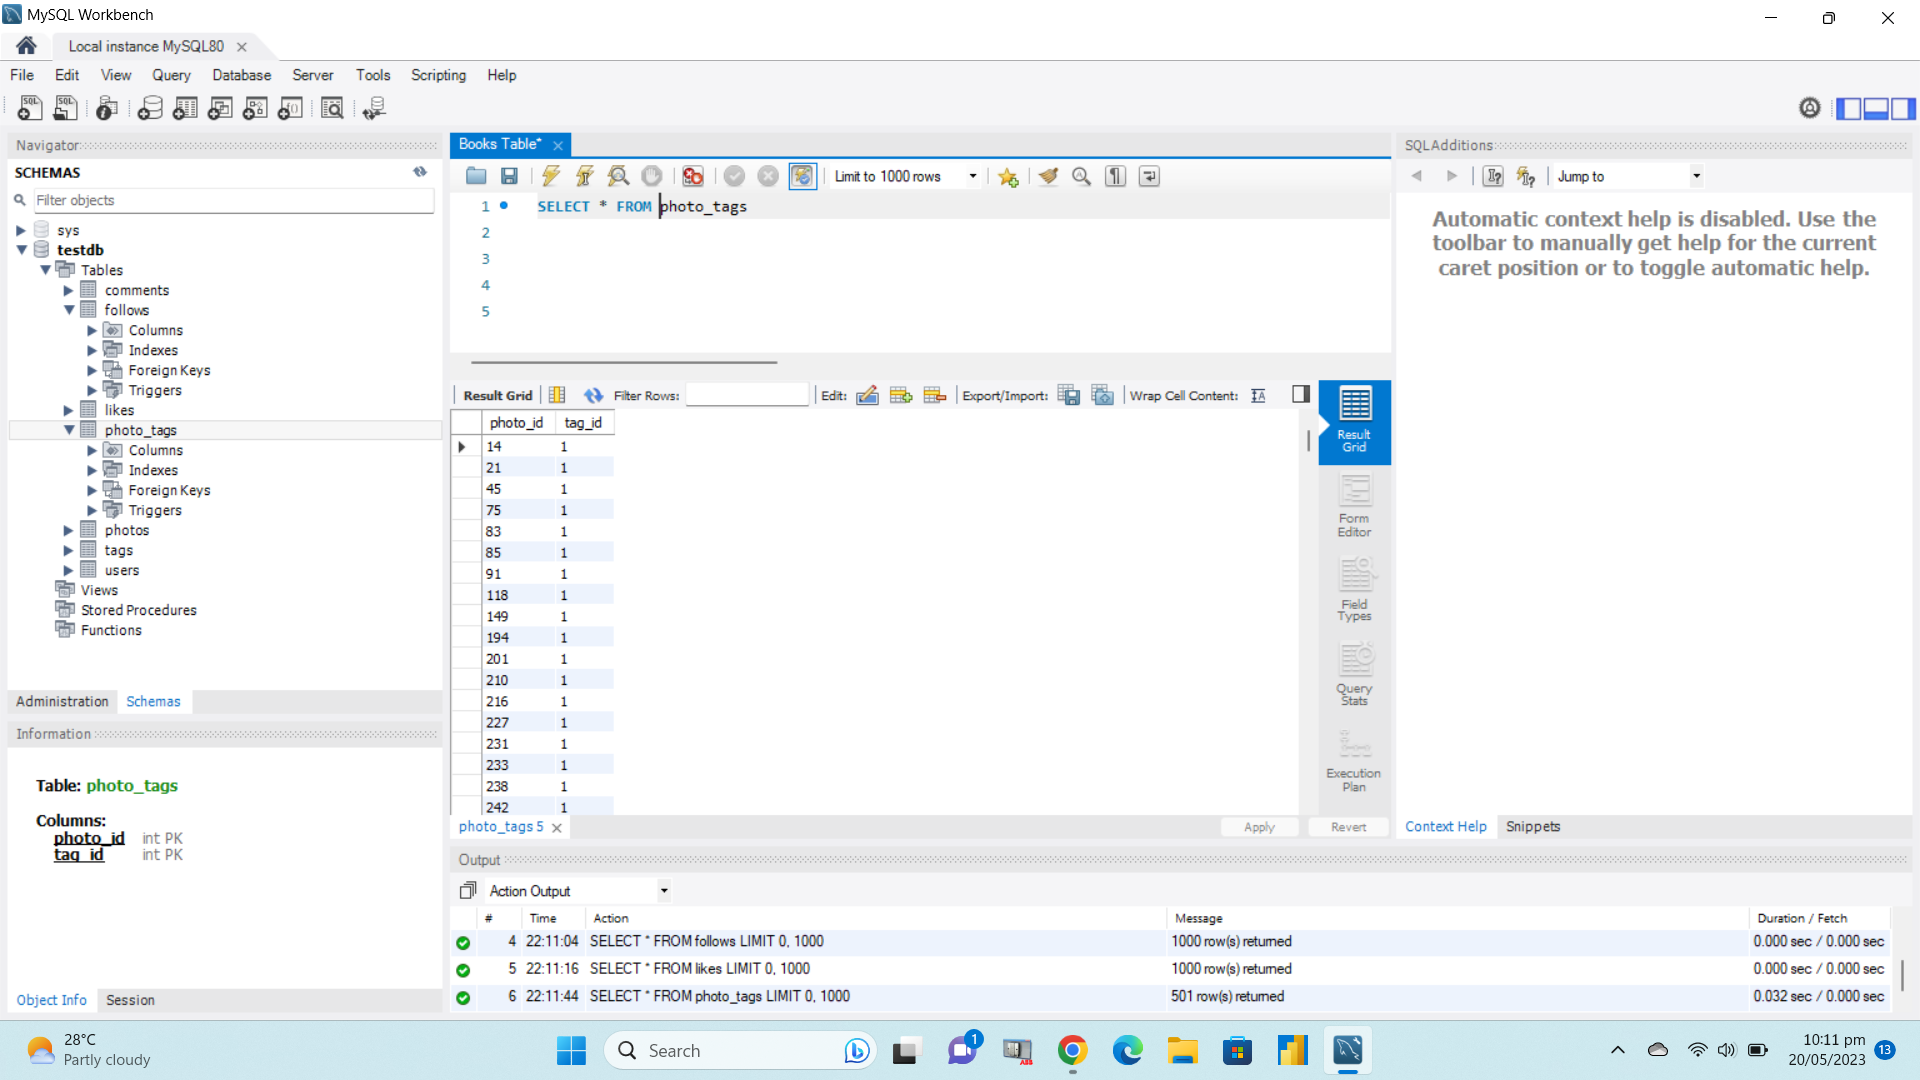 MySQL Workbench
Local instance MySQL80
File Edit View Query Database Server Tools Scripting Help
Navigator
SCHEMAS
Filter objects
sys
testdb
Tables
comments
follows
Columns
Indexes
Foreign Keys
Triggers
likes
photo_tags
Columns
Indexes
Foreign Keys
Triggers
photos
tags
users
Views
Stored Procedures
Functions
Administration Schemas
Information
Table: photo_tags
Columns:
photo_id int PK
tag_id int PK
Object Info Session
Books Table*
Limit to 1000 rows
1 SELECT * FROM photo_tags
2
3
4
5
Result Grid Filter Rows: Edit: Export/Import: Wrap Cell Content:
photo_id tag_id
14 1
21 1
45 1
75 1
83 1
85 1
91 1
118 1
149 1
194 1
201 1
210 1
216 1
227 1
231 1
233 1
238 1
242 1
Result
Grid
Form
Editor
Field
Types
Query
Stats
Execution
Plan
photo_tags 5
Apply Revert
SQLAdditions
Jump to
Automatic context help is disabled. Use the
toolbar to manually get help for the current
caret position or to toggle automatic help.
Context Help Snippets
Output
Action Output
# Time Action Message Duration / Fetch
4 22:11:04 SELECT * FROM follows LIMIT 0, 1000 1000 row(s) returned 0.000 sec / 0.000 sec
5 22:11:16 SELECT * FROM likes LIMIT 0, 1000 1000 row(s) returned 0.000 sec / 0.000 sec
6 22:11:44 SELECT * FROM photo_tags LIMIT 0, 1000 501 row(s) returned 0.032 sec / 0.000 sec
28°C
Partly cloudy
Search
1
ABB
10:11 pm
20/05/2023
13